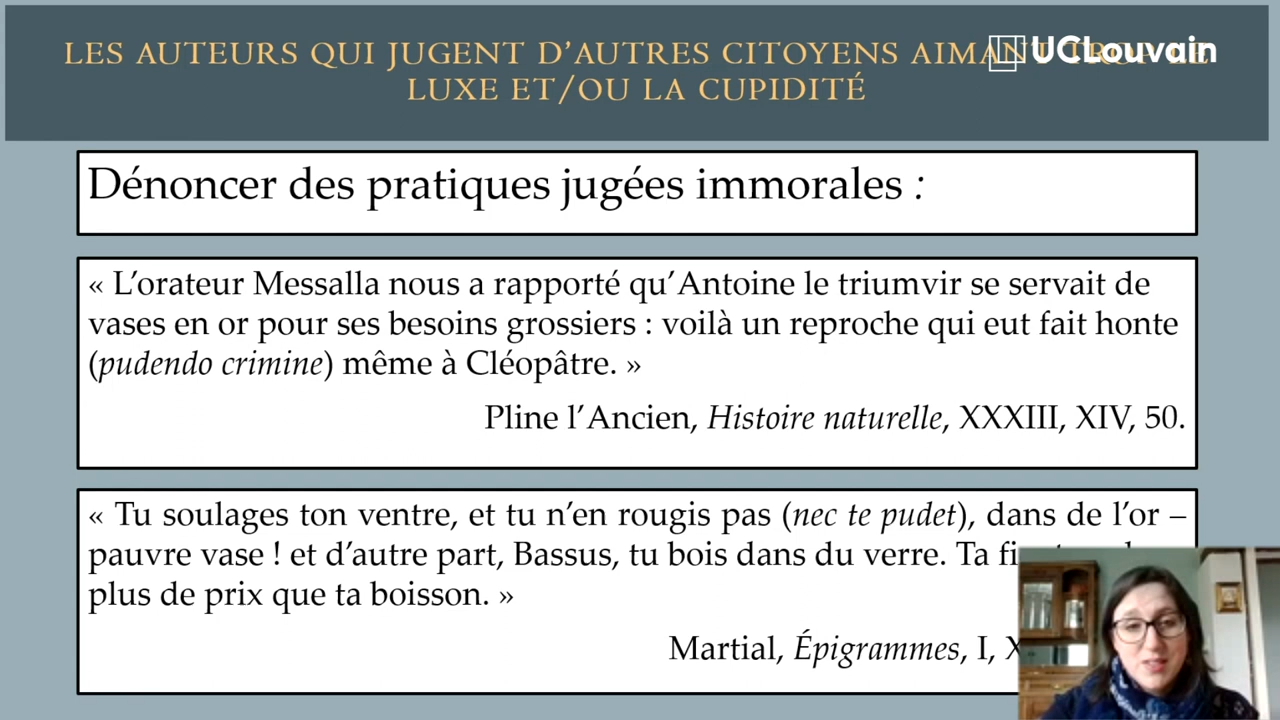 LES AUTEURS QUI JUGENT D'AUTRES CITOYENS AIMANT TROP LE
LUXE ET/OU LA CUPIDITÉ
UCLouvain
Dénoncer des pratiques jugées immorales :
« L'orateur Messalla nous a rapporté qu'Antoine le triumvir se servait de
vases en or pour ses besoins grossiers : voilà un reproche qui eut fait honte
(pudendo crimine) même à Cléopâtre. »
Pline l'Ancien, Histoire naturelle, XXXIII, XIV, 50.
« Tu soulages ton ventre, et tu n'en rougis pas (nec te pudet), dans de l'or –
pauvre vase ! et d'autre part, Bassus, tu bois dans du verre. Ta
plus de prix que ta boisson. »
Martial, Épigrammes, I,